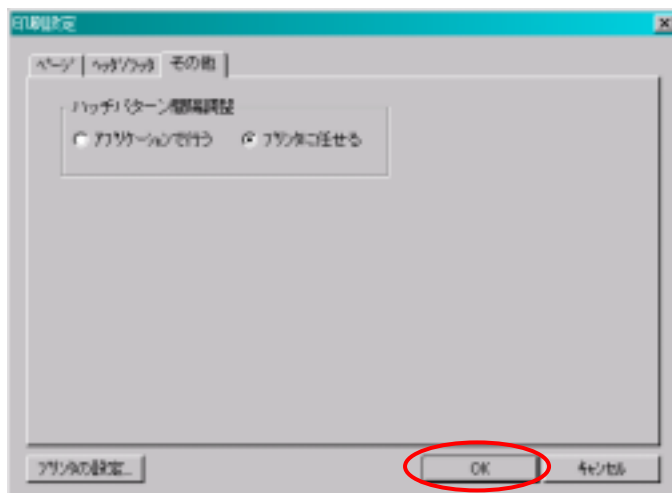 印刷設定
ページ
ヘッダ/フッタ
その他
ハッチパターン間隔調整
アプリケーションで行う
プリンタに任せる
プリンタの設定...
OK
キャンセル